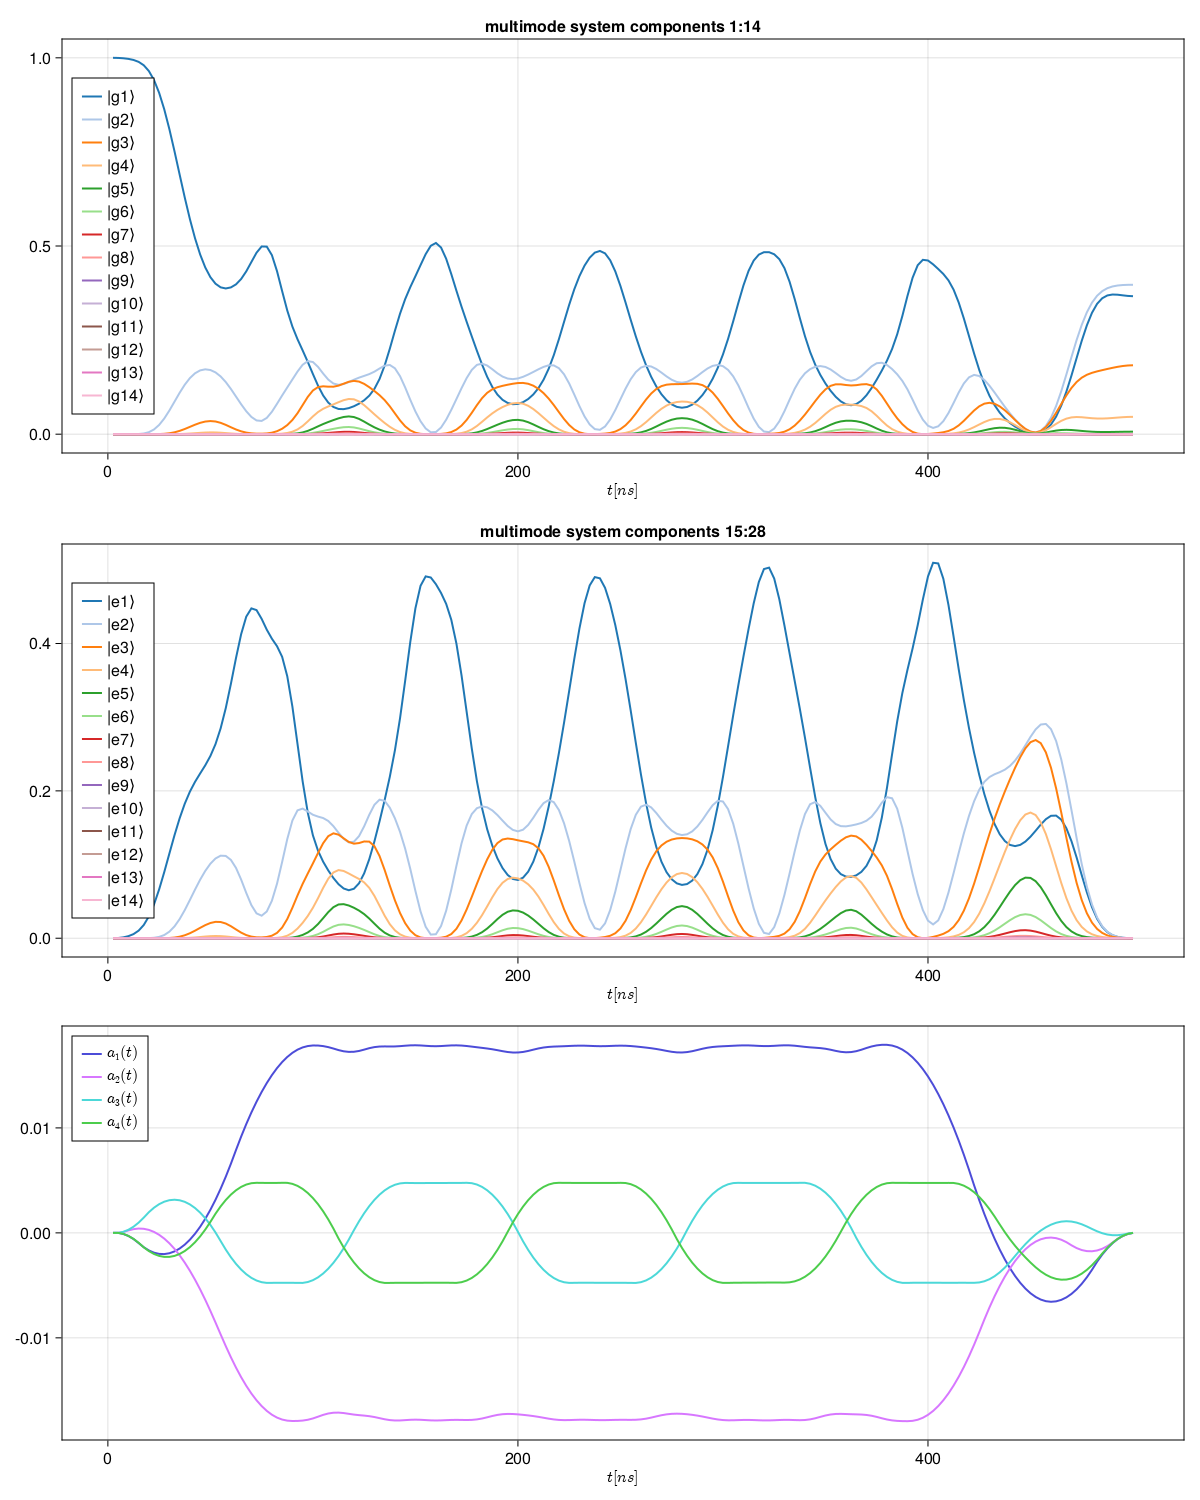 multimode system components 1:14
1.0
0.5
0.0
|g1⟩
|g2⟩
|g3⟩
|g4⟩
|g5⟩
|g6⟩
|g7⟩
|g8⟩
|g9⟩
|g10⟩
|g11⟩
|g12⟩
|g13⟩
|g14⟩
0
200
400
t[ns]
multimode system components 15:28
0.4
0.2
0.0
|e1⟩
|e2⟩
|e3⟩
|e4⟩
|e5⟩
|e6⟩
|e7⟩
|e8⟩
|e9⟩
|e10⟩
|e11⟩
|e12⟩
|e13⟩
|e14⟩
0
200
400
t[ns]
0.01
0.00
-0.01
a₁(t)
a₂(t)
a₃(t)
a₄(t)
0
200
400
t[ns]